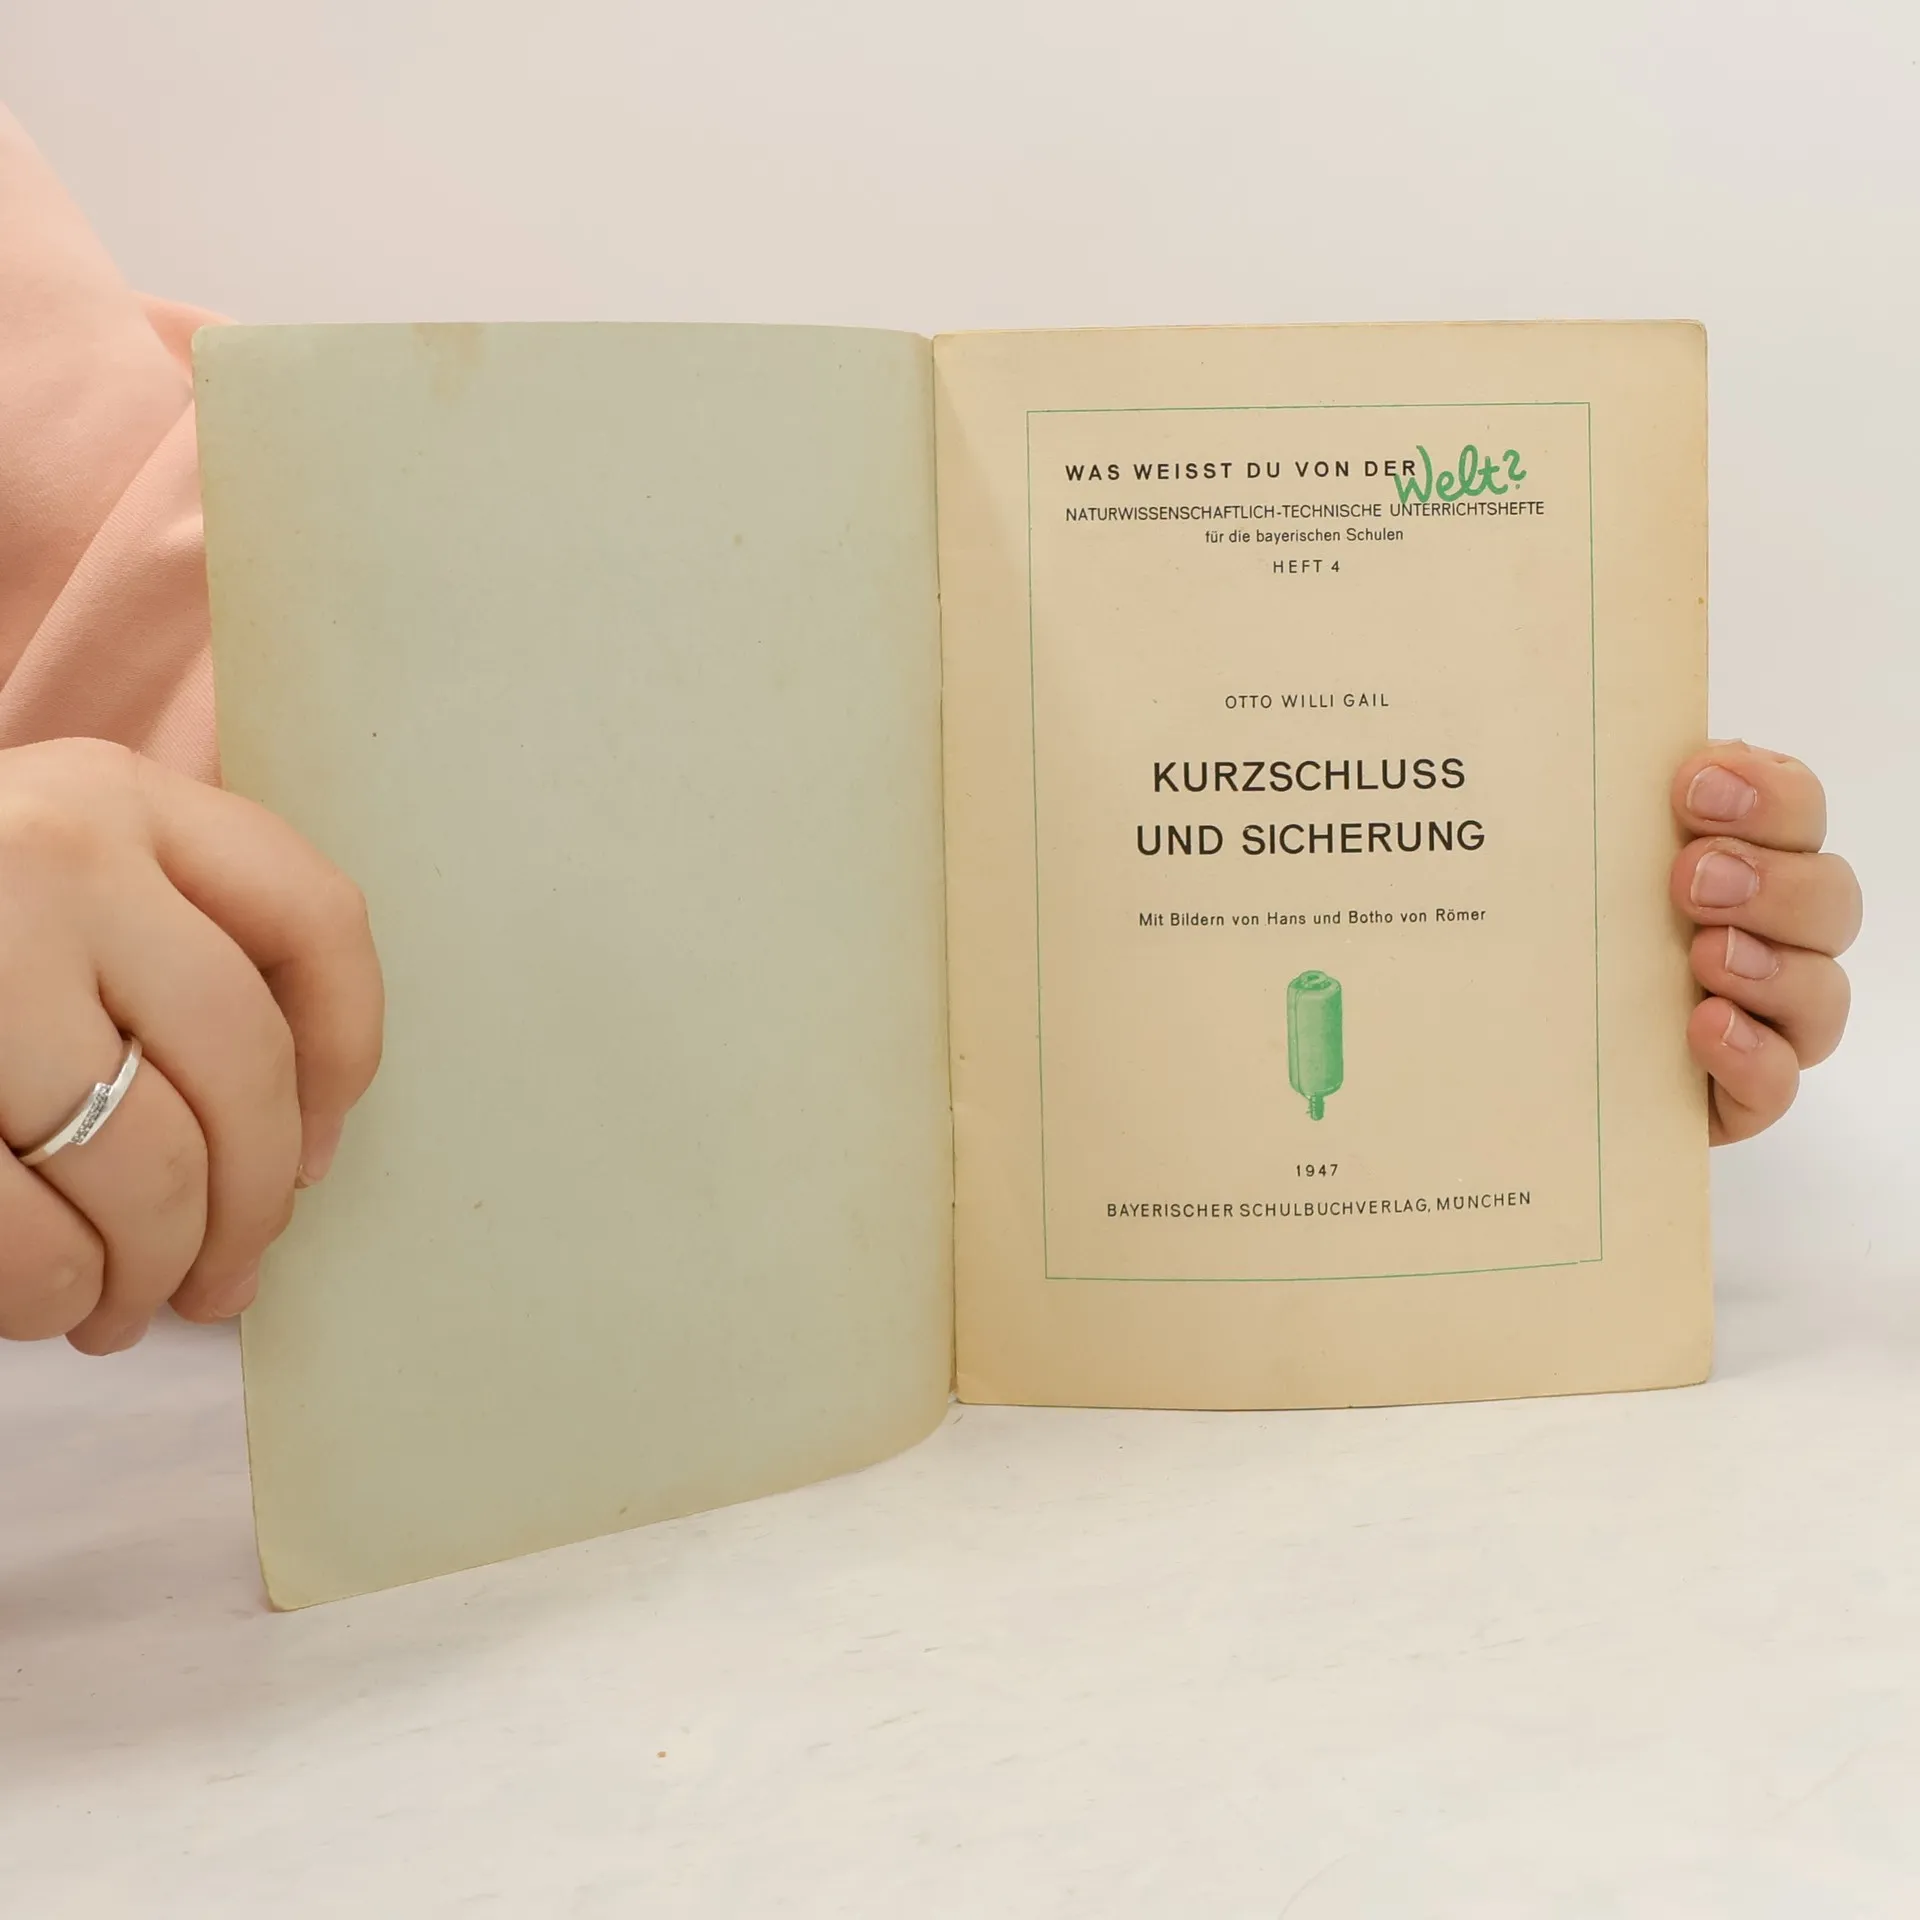 WAS WEISST DU VON DER Welt?
NATURWISSENSCHAFTLICH-TECHNISCHE UNTERRICHTSHEFTE
für die bayerischen Schulen
HEFT 4
OTTO WILLI GAIL
KURZSCHLUSS
UND SICHERUNG
Mit Bildern von Hans und Botho von Römer
1947
BAYERISCHER SCHULBUCHVERLAG, MÜNCHEN